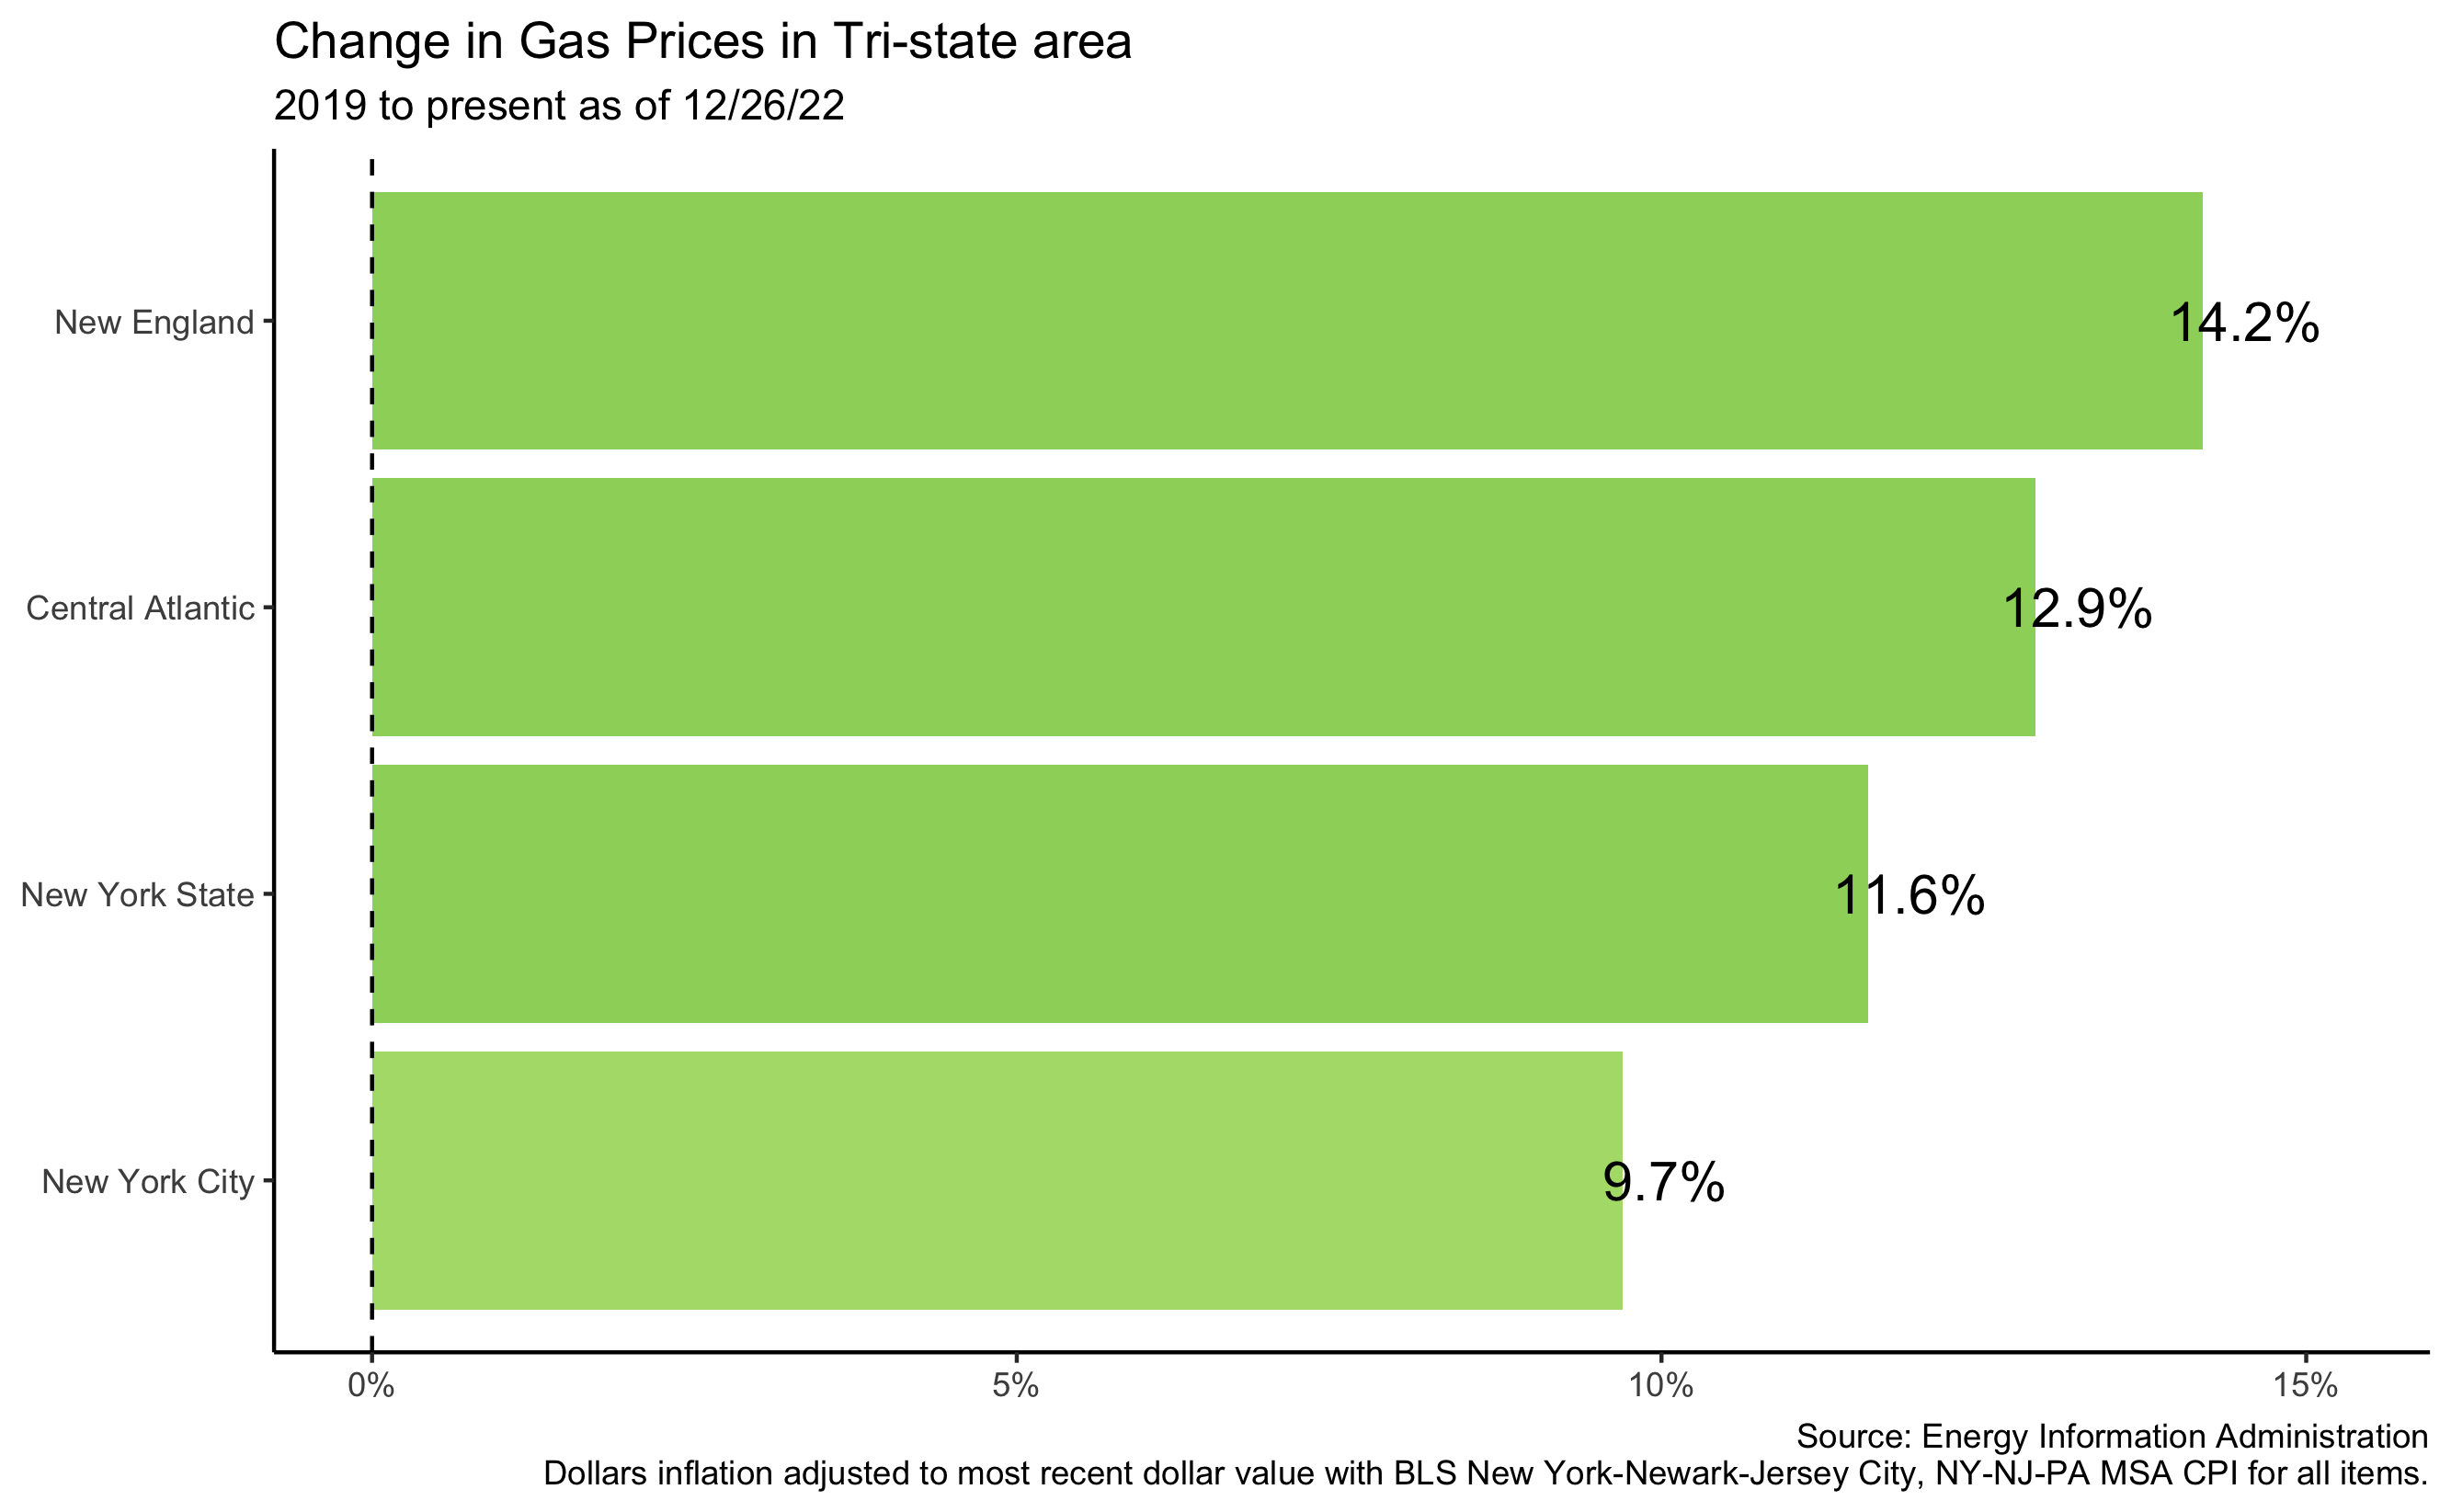 Change in Gas Prices in Tri-state area
2019 to present as of 12/26/22
New England
14.2%
Central Atlantic
12.9%
New York State
11.6%
New York City
9.7%
0%
5%
10%
15%
Source: Energy Information Administration
Dollars inflation adjusted to most recent dollar value with BLS New York-Newark-Jersey City, NY-NJ-PA MSA CPI for all items.